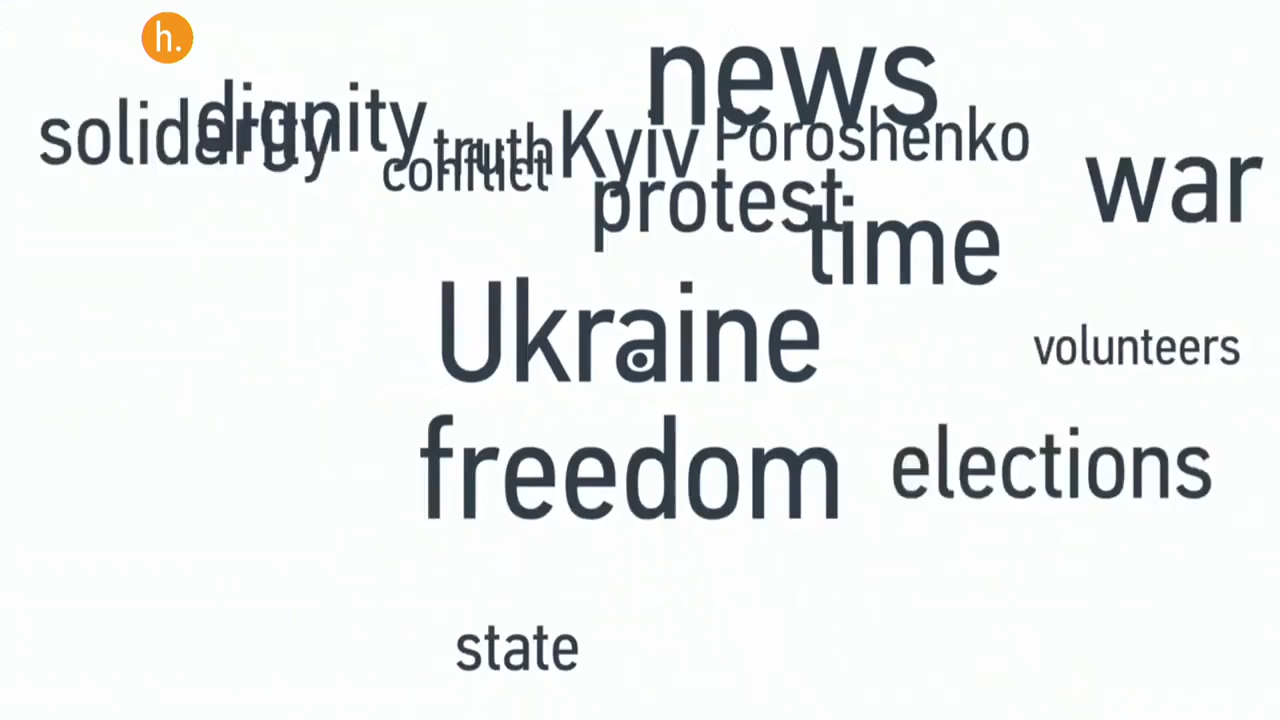 h.
news
dignity
solidarity
truth
Kyiv
Poroshenko
conflict
war
protest
time
Ukraine
volunteers
freedom
elections
state